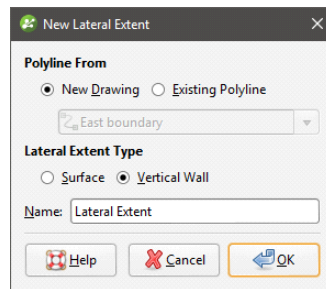 New Lateral Extent
Polyline From
New Drawing Existing Polyline
East boundary
Lateral Extent Type
Surface Vertical Wall
Name: Lateral Extent
Help Cancel OK